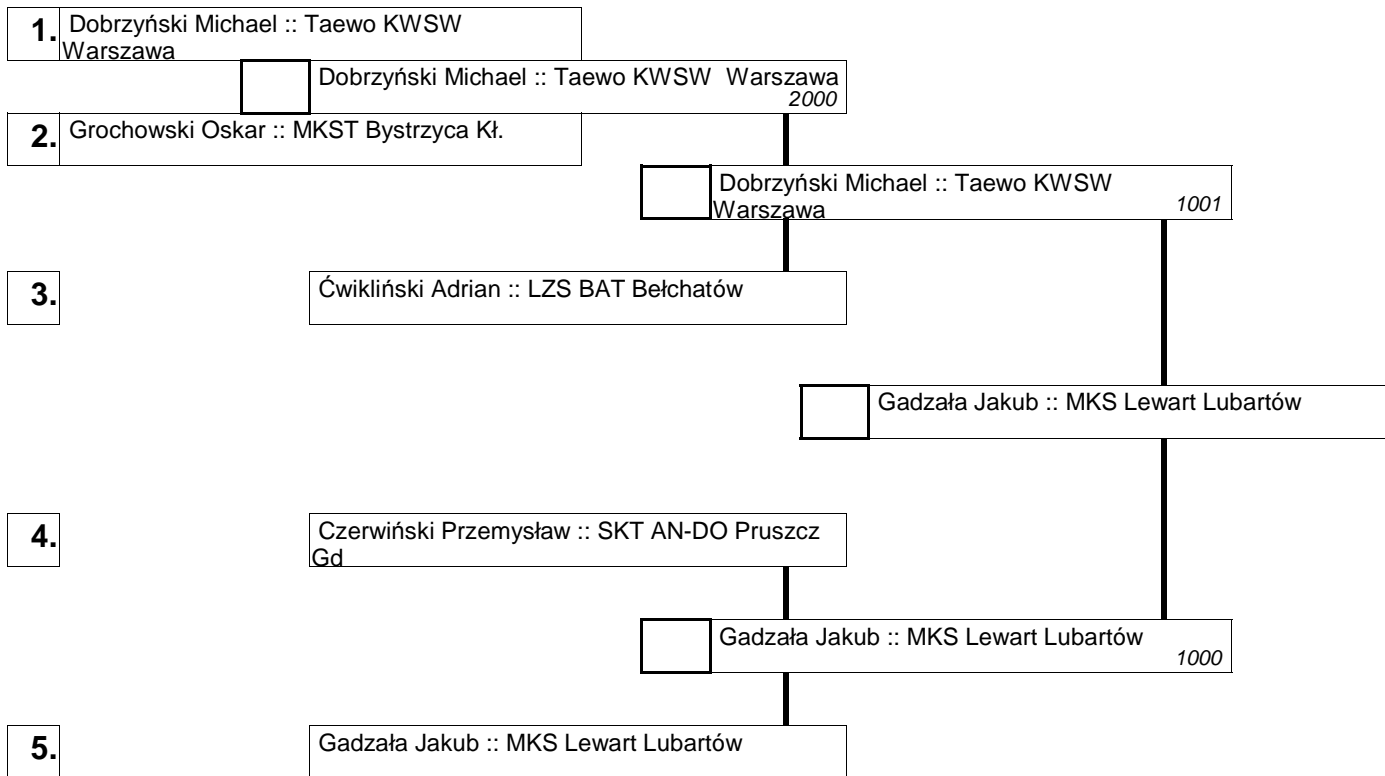 1. Dobrzyński Michael :: Taewo KWSW
Warszawa
Dobrzyński Michael :: Taewo KWSW Warszawa
2000
2. Grochowski Oskar :: MKST Bystrzyca Kł.
Dobrzyński Michael :: Taewo KWSW
Warszawa 1001
3. Ćwikliński Adrian :: LZS BAT Bełchatów
Gadzała Jakub :: MKS Lewart Lubartów
4. Czerwiński Przemysław :: SKT AN-DO Pruszcz
Gd
Gadzała Jakub :: MKS Lewart Lubartów
1000
5. Gadzała Jakub :: MKS Lewart Lubartów